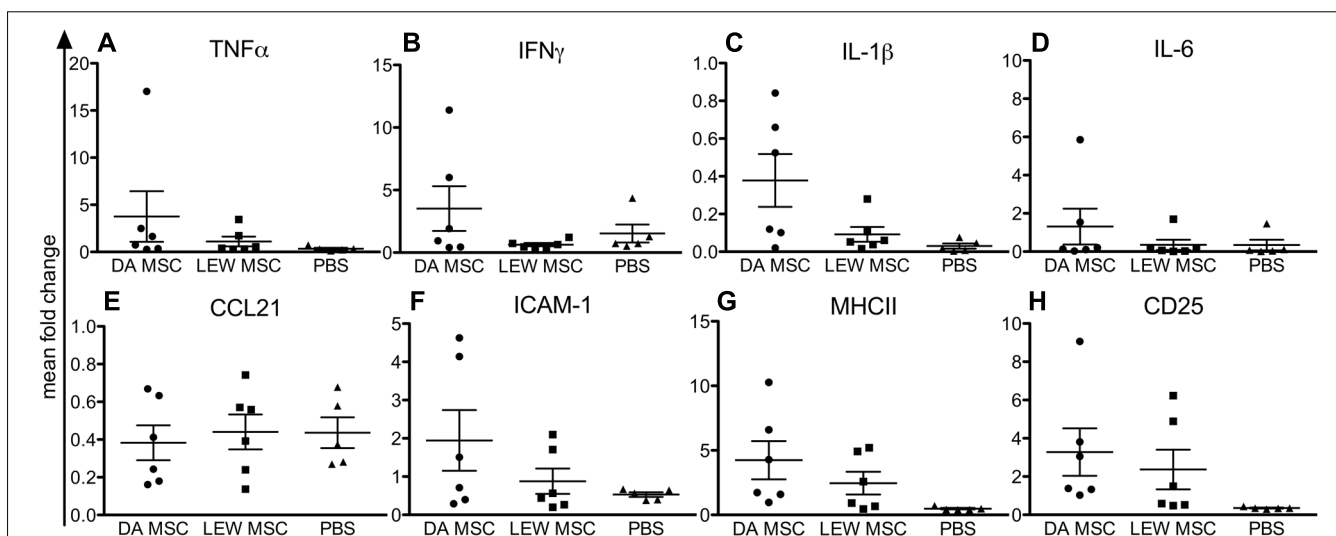 mean fold change
A TNFα
20
15
10
5
0
DA MSC LEW MSC PBS
B IFNγ
15
10
5
0
DA MSC LEW MSC PBS
C IL-1β
1.0
0.8
0.6
0.4
0.2
0.0
DA MSC LEW MSC PBS
D IL-6
10
8
6
4
2
0
DA MSC LEW MSC PBS
E CCL21
1.0
0.8
0.6
0.4
0.2
0.0
DA MSC LEW MSC PBS
F ICAM-1
5
4
3
2
1
0
DA MSC LEW MSC PBS
G MHCII
15
10
5
0
DA MSC LEW MSC PBS
H CD25
10
8
6
4
2
0
DA MSC LEW MSC PBS